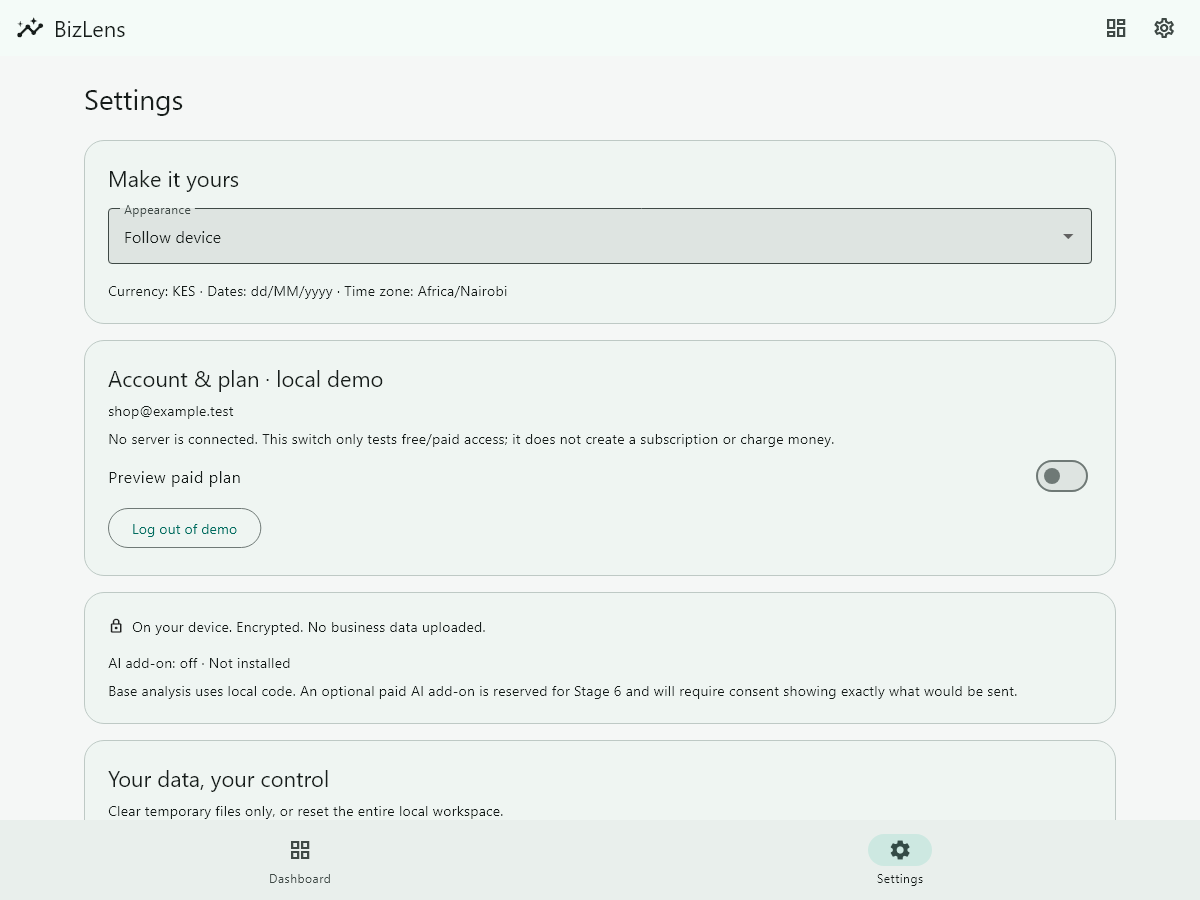 BizLens
Settings
Make it yours
Appearance
Follow device
Currency: KES · Dates: dd/MM/yyyy · Time zone: Africa/Nairobi
Account & plan · local demo
shop@example.test
No server is connected. This switch only tests free/paid access; it does not create a subscription or charge money.
Preview paid plan
Log out of demo
On your device. Encrypted. No business data uploaded.
AI add-on: off · Not installed
Base analysis uses local code. An optional paid AI add-on is reserved for Stage 6 and will require consent showing exactly what would be sent.
Your data, your control
Clear temporary files only, or reset the entire local workspace.
Dashboard
Settings